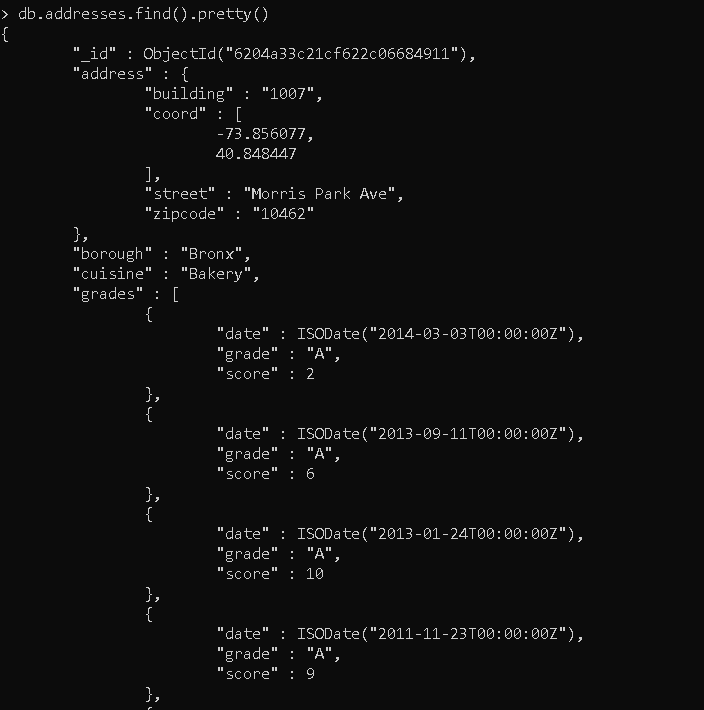 > db.addresses.find().pretty()
{
"_id" : ObjectId("6204a33c21cf622c06684911"),
"address" : {
"building" : "1007",
"coord" : [
-73.856077,
40.848447
],
"street" : "Morris Park Ave",
"zipcode" : "10462"
},
"borough" : "Bronx",
"cuisine" : "Bakery",
"grades" : [
{
"date" : ISODate("2014-03-03T00:00:00Z"),
"grade" : "A",
"score" : 2
},
{
"date" : ISODate("2013-09-11T00:00:00Z"),
"grade" : "A",
"score" : 6
},
{
"date" : ISODate("2013-01-24T00:00:00Z"),
"grade" : "A",
"score" : 10
},
{
"date" : ISODate("2011-11-23T00:00:00Z"),
"grade" : "A",
"score" : 9
},
{